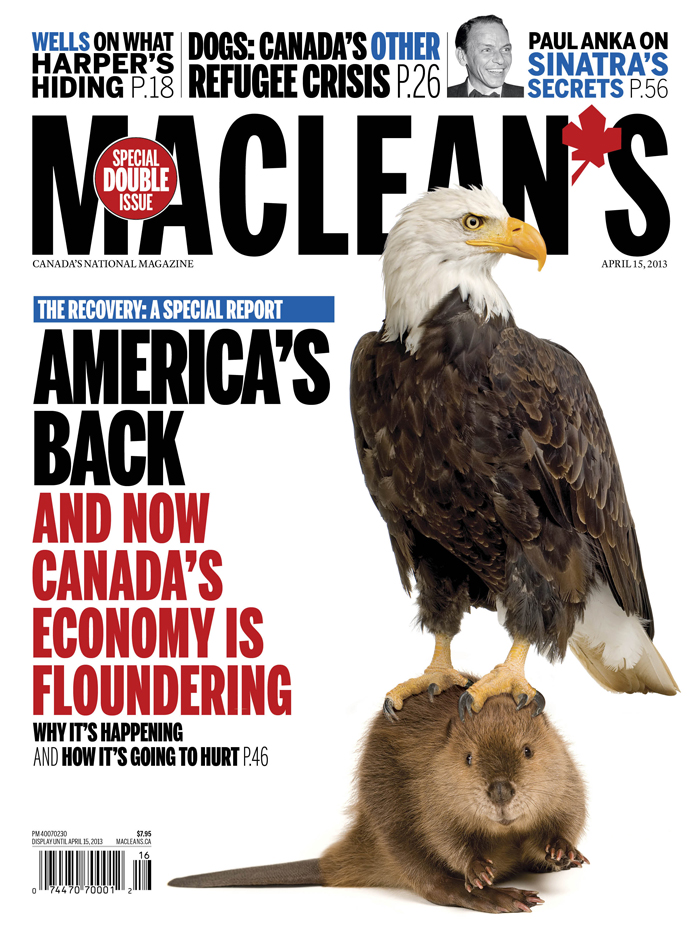 WELLS ON WHAT
HARPER'S
HIDING P.18
DOGS: CANADA'S OTHER
REFUGEE CRISIS P.26
PAUL ANKA ON
SINATRA'S
SECRETS P.56
MACLEAN'S
SPECIAL
DOUBLE
ISSUE
CANADA'S NATIONAL MAGAZINE
APRIL 15, 2013
THE RECOVERY: A SPECIAL REPORT
AMERICA'S
BACK
AND NOW
CANADA'S
ECONOMY IS
FLOUNDERING
WHY IT'S HAPPENING
AND HOW IT'S GOING TO HURT P.46
PM 40070230 $7.95
DISPLAY UNTIL APRIL 15, 2013 MACLEANS.CA
16
0 74470 70001 2